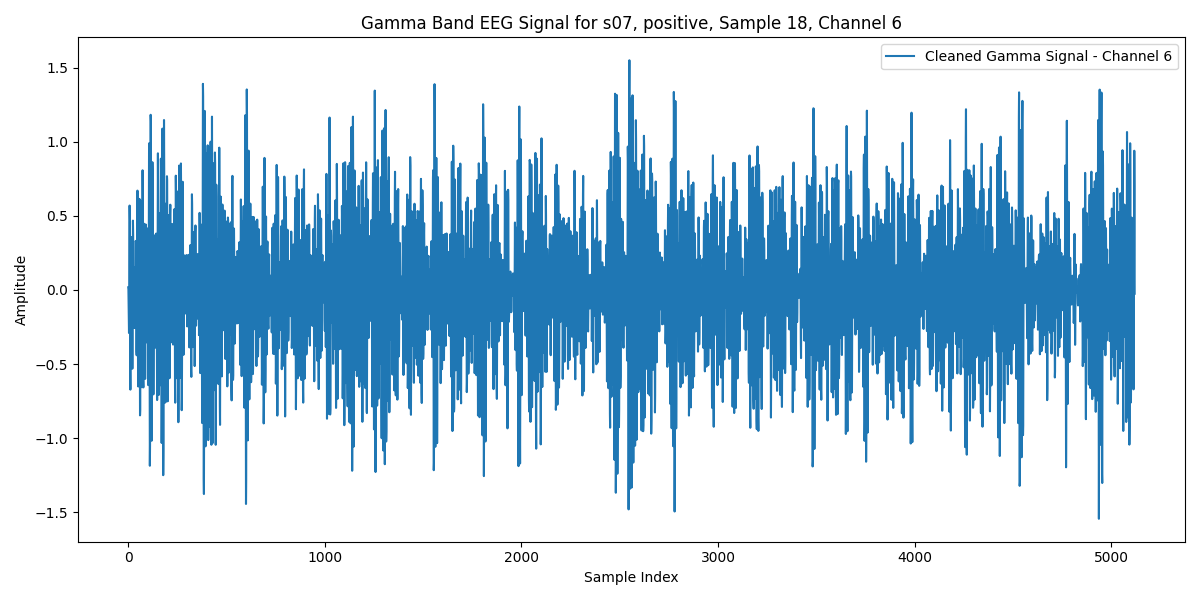 Gamma Band EEG Signal for s07, positive, Sample 18, Channel 6
Cleaned Gamma Signal - Channel 6
1.5
1.0
0.5
0.0
−0.5
−1.0
−1.5
Amplitude
0 1000 2000 3000 4000 5000
Sample Index